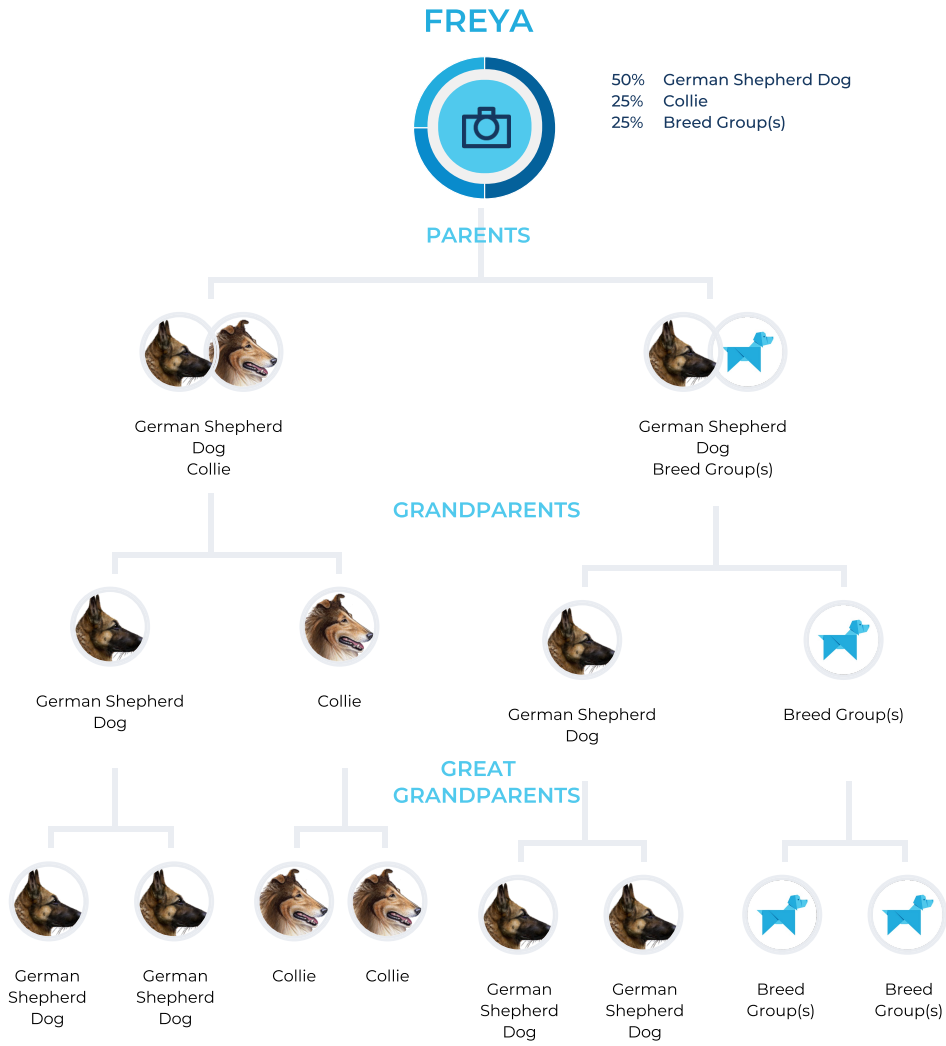 FREYA
50% German Shepherd Dog
25% Collie
25% Breed Group(s)
PARENTS
German Shepherd
Dog
Collie
German Shepherd
Dog
Breed Group(s)
GRANDPARENTS
German Shepherd
Dog
Collie
German Shepherd
Dog
Breed Group(s)
GREAT
GRANDPARENTS
German
Shepherd
Dog
German
Shepherd
Dog
Collie
Collie
German
Shepherd
Dog
German
Shepherd
Dog
Breed
Group(s)
Breed
Group(s)